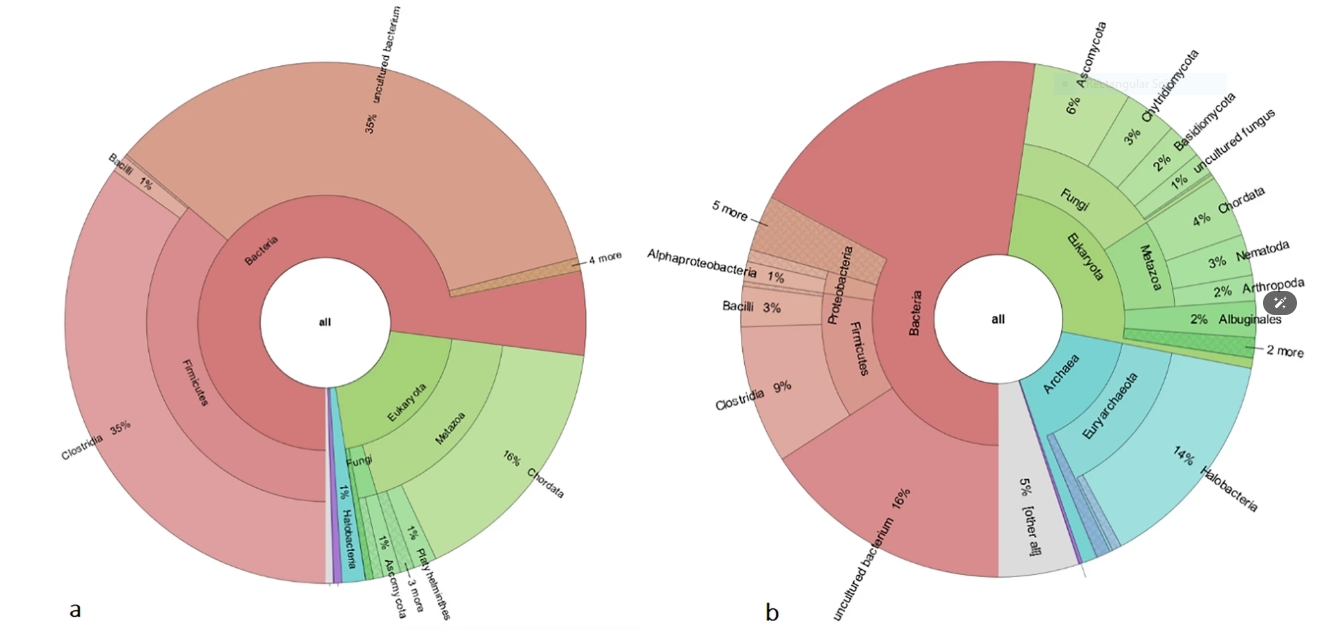 35% uncultured bacterium
Bacilli 1%
Bacteria
4 more
all
Firmicutes
Clostridia 35%
Eukaryota
Metazoa
16% Chordata
Fungi
1% Halobacteria
1% Ascomycota
3 more
1% Platyhelminthes
a
6% Ascomycota
3% Chytridiomycota
2% Basidiomycota
1% uncultured fungus
Fungi
4% Chordata
3% Nematoda
2% Arthropoda
Metazoa
Eukaryota
2% Albuginales
2 more
5 more
Proteobacteria
Alphaproteobacteria 1%
Bacilli 3%
Firmicutes
Bacteria
all
Clostridia 9%
Archaea
Euryarchaeota
14% Halobacteria
uncultured bacterium 16%
5% [other all]
b